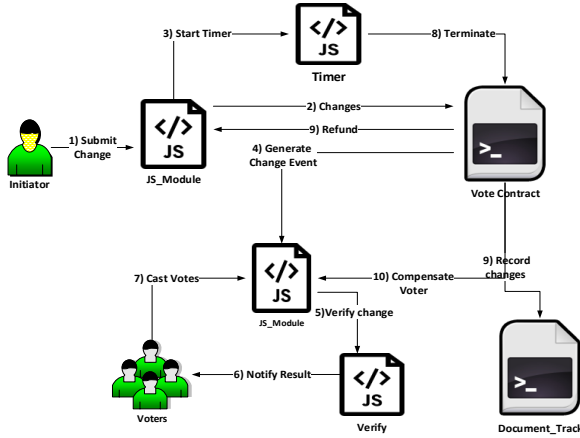 3) Start Timer
8) Terminate
</>
JS
Timer
2) Changes
9) Refund
1) Submit
Change
</>
JS
4) Generate
Change Event
>_
Initiator
JS_Module
Vote Contract
7) Cast Votes
</>
JS
10) Compensate
Voter
9) Record
changes
JS_Module
5)Verify change
6) Notify Result
</>
JS
>_
Voters
Verify
Document_Track